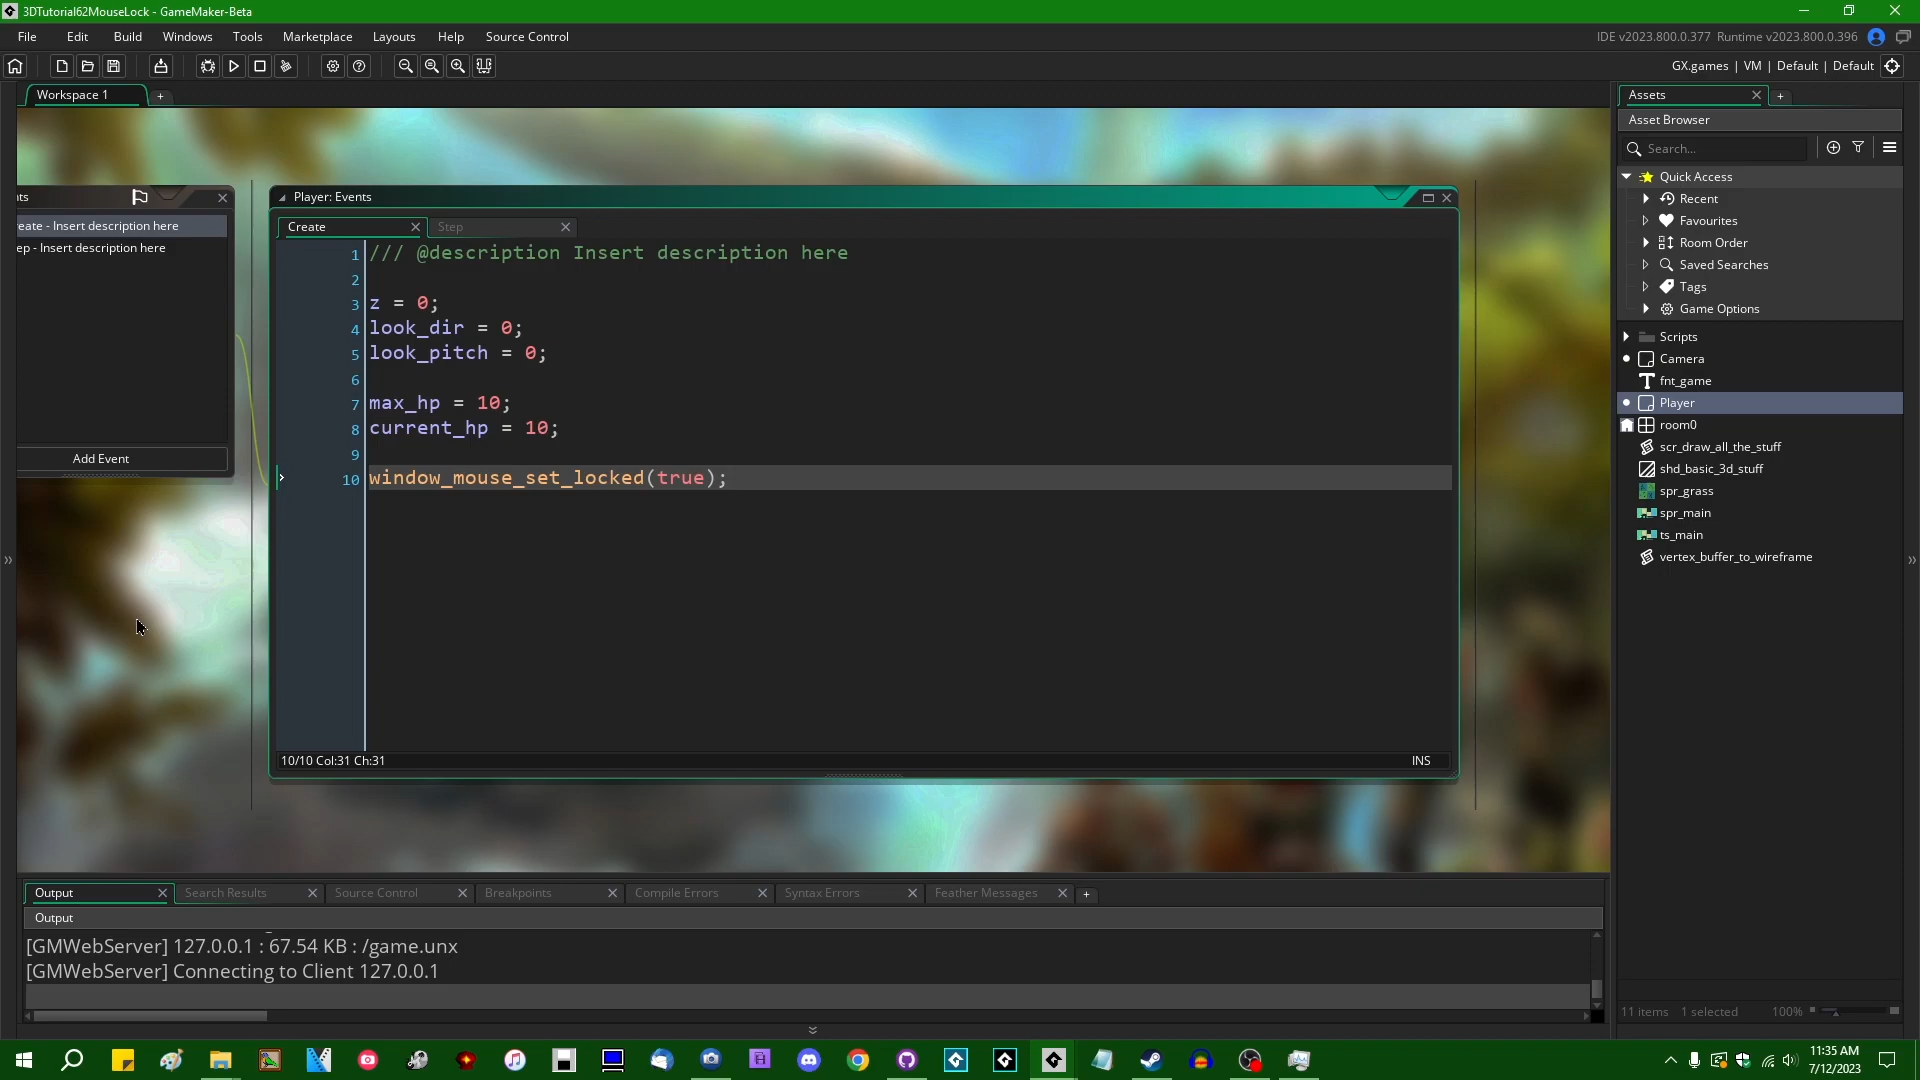 3DTutorial62MouseLock - GameMaker-Beta
File Edit Build Windows Tools Marketplace Layouts Help Source Control
IDE v2023.800.0.377 Runtime v2023.800.0.396
GX.games | VM | Default | Default
Workspace 1
nts
eate - Insert description here
ep - Insert description here
Add Event
Player: Events
Create
Step
1 /// @description Insert description here
2
3 z = 0;
4 look_dir = 0;
5 look_pitch = 0;
6
7 max_hp = 10;
8 current_hp = 10;
9
10 window_mouse_set_locked(true);
10/10 Col:31 Ch:31
INS
Assets
Asset Browser
Search...
Quick Access
Recent
Favourites
Room Order
Saved Searches
Tags
Game Options
Scripts
Camera
fnt_game
Player
room0
scr_draw_all_the_stuff
shd_basic_3d_stuff
spr_grass
spr_main
ts_main
vertex_buffer_to_wireframe
11 items 1 selected 100%
Output
Search Results
Source Control
Breakpoints
Compile Errors
Syntax Errors
Feather Messages
Output
[GMWebServer] 127.0.0.1 : 67.54 KB : /game.unx
[GMWebServer] Connecting to Client 127.0.0.1
11:35 AM
7/12/2023